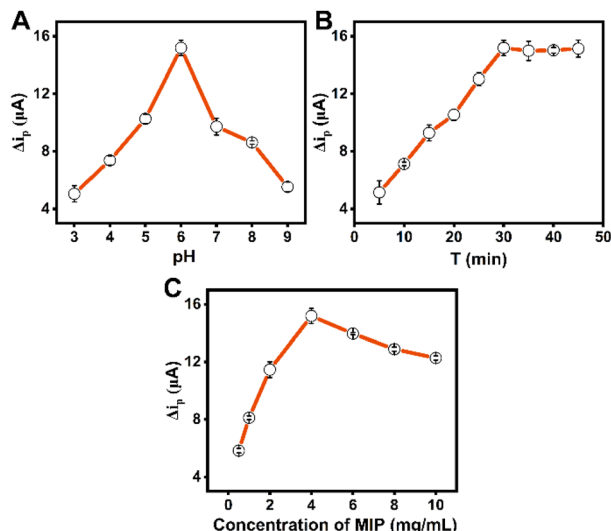 A
16
12
8
4
Δip (μA)
3 4 5 6 7 8 9
pH
B
16
12
8
4
Δip (μA)
0 10 20 30 40 50
T (min)
C
16
12
8
4
Δip (μA)
0 2 4 6 8 10
Concentration of MIP (mg/mL)